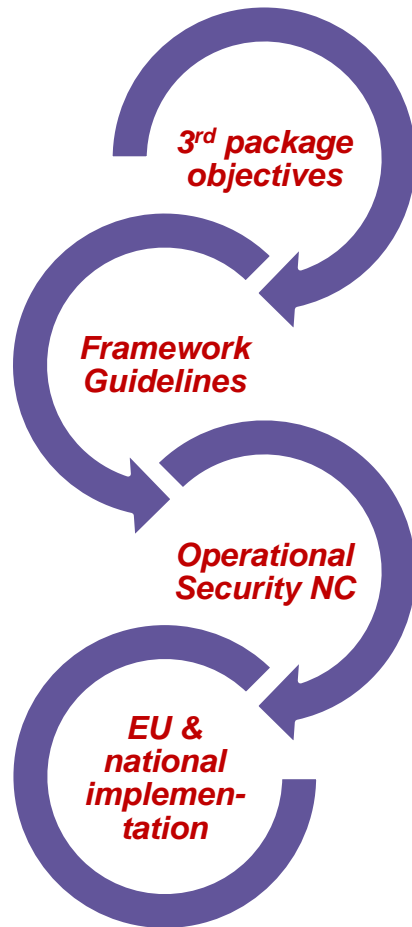 3rd package
objectives
Framework
Guidelines
Operational
Security NC
EU &
national
implemen-
tation